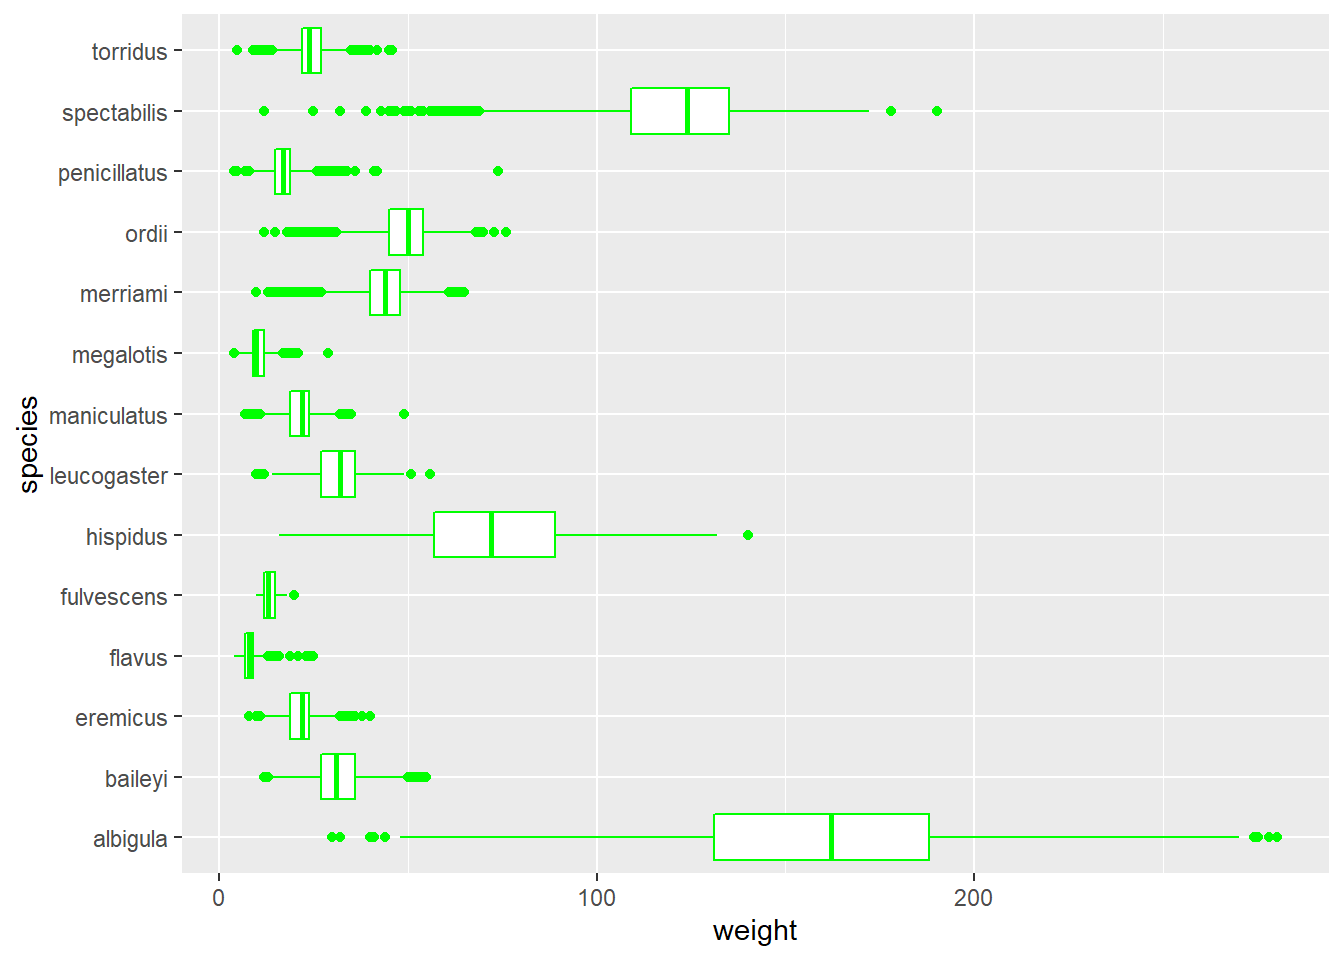 torridus
spectabilis
penicillatus
ordii
merriami
megalotis
maniculatus
leucogaster
hispidus
fulvescens
flavus
eremicus
baileyi
albigula
species
0 100 200
weight